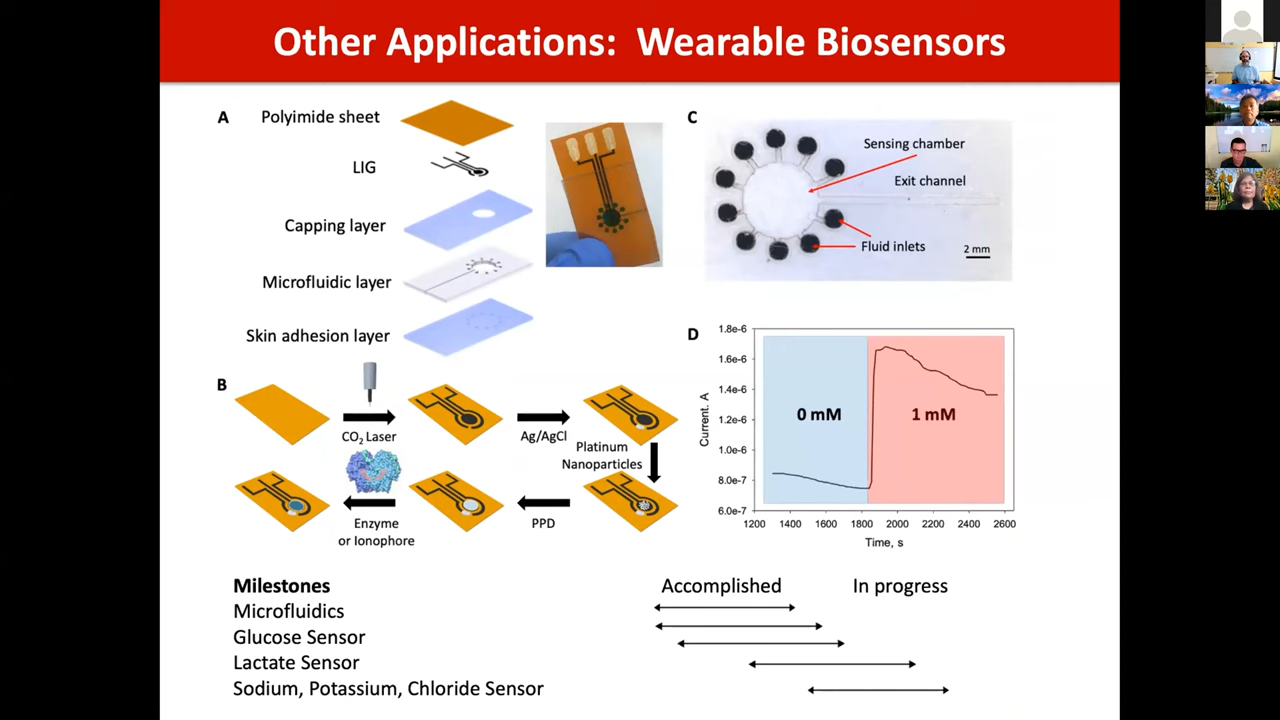 Other Applications: Wearable Biosensors
A
Polyimide sheet
LIG
Capping layer
Microfluidic layer
Skin adhesion layer
C
Sensing chamber
Exit channel
Fluid inlets
2 mm
B
CO2 Laser
Ag/AgCl
Platinum
Nanoparticles
PPD
Enzyme
or Ionophore
D
1.8e-6
1.6e-6
1.4e-6
1.2e-6
1.0e-6
8.0e-7
6.0e-7
Current. A
0 mM
1 mM
1200 1400 1600 1800 2000 2200 2400 2600
Time, s
Milestones
Accomplished
In progress
Microfluidics
Glucose Sensor
Lactate Sensor
Sodium, Potassium, Chloride Sensor